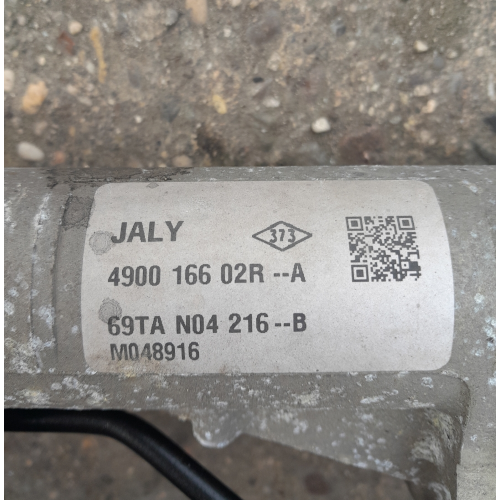 JALY 373
4900 166 02R --A
69TA N04 216 --B
M048916